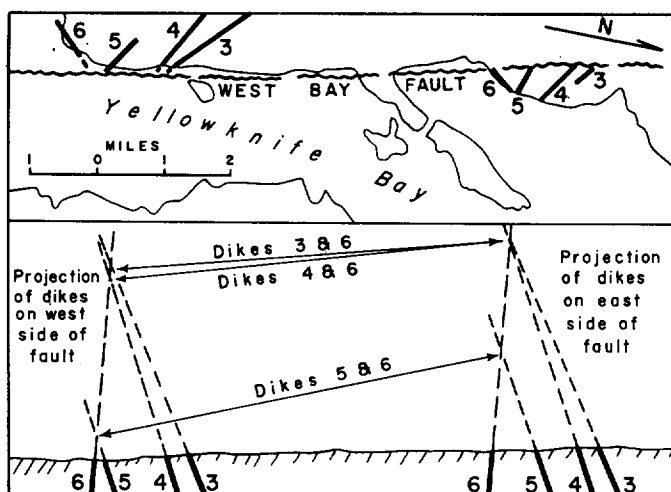 6
5
4
3
N
WEST BAY FAULT
6
5
4
3
Yellowknife
Bay
MILES
1 0 1 2
Projection
of dikes
on west
side of
fault
Dikes 3 & 6
Dikes 4 & 6
Projection
of dikes
on east
side of
fault
Dikes 5 & 6
6 5 4 3
6 5 4 3